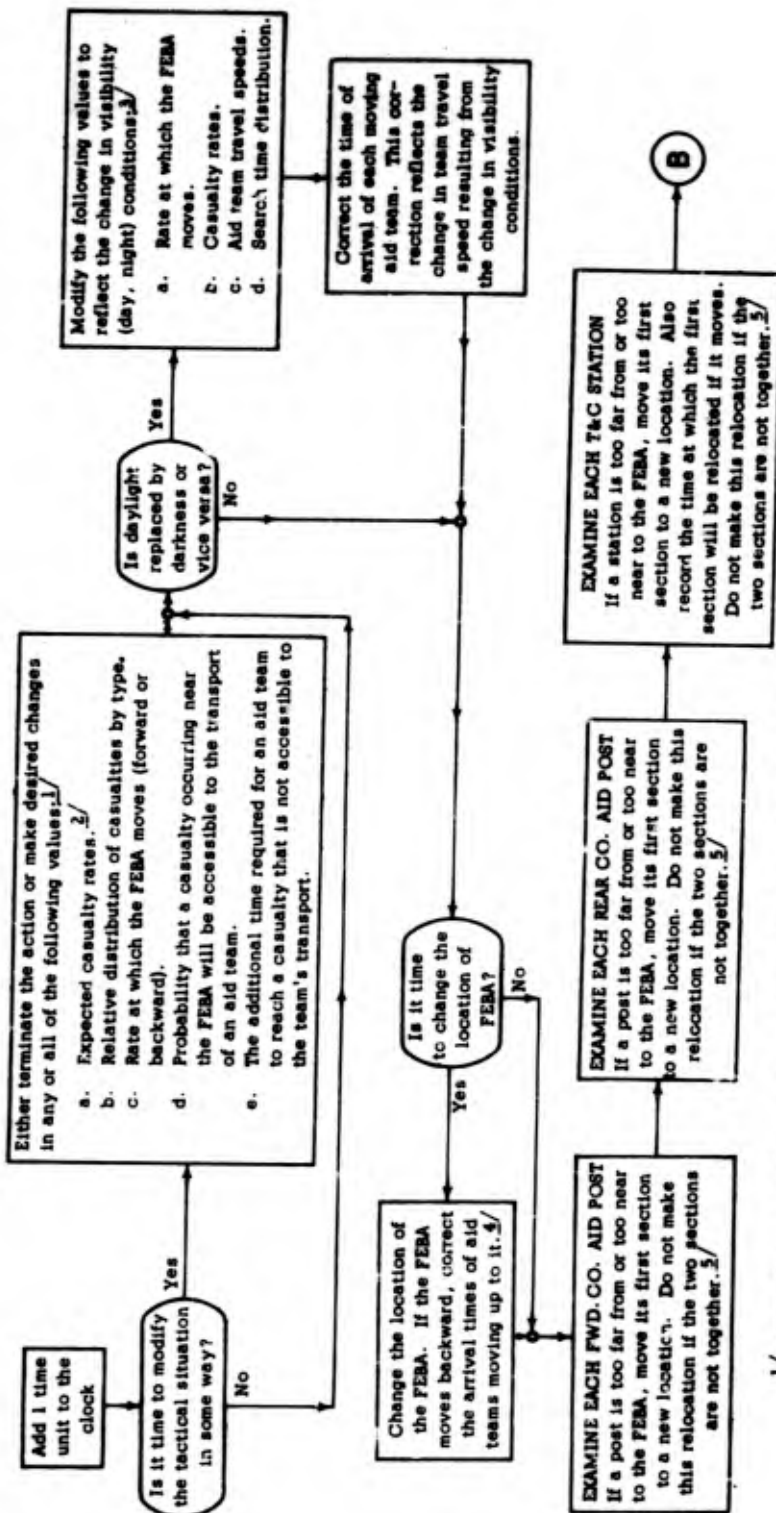 Add 1 time
unit to the
clock
Is it time to modify
the tactical situation
in some way?
Yes
No
Either terminate the action or make desired changes
in any or all of the following values:1/
a. Expected casualty rates.2/
b. Relative distribution of casualties by type.
c. Rate at which the FEBA moves (forward or
backward).
d. Probability that a casualty occurring near
the FEBA will be accessible to the transport
of an aid team.
e. The additional time required for an aid team
to reach a casualty that is not accessible to
the team's transport.
Is daylight
replaced by
darkness or
vice versa?
Yes
No
Modify the following values to
reflect the change in visibility
(day, night) conditions:3/
a. Rate at which the FEBA
moves.
b. Casualty rates.
c. Aid team travel speeds.
d. Search time distribution.
Correct the time of
arrival of each moving
aid team. This cor-
rection reflects the
change in team travel
speed resulting from
the change in visibility
conditions.
Is it time
to change the
location of
FEBA?
Yes
No
Change the location of
the FEBA. If the FEBA
moves backward, correct
the arrival times of aid
teams moving up to it.4/
EXAMINE EACH FWD. CO. AID POST
If a post is too far from or too near
to the FEBA, move its first section
to a new location. Do not make
this relocation if the two sections
are not together.5/
EXAMINE EACH REAR CO. AID POST
If a post is too far from or too near
to the FEBA, move its first section
to a new location. Do not make this
relocation if the two sections are
not together.5/
EXAMINE EACH T&C STATION
If a station is too far from or too
near to the FEBA, move its first
section to a new location. Also
record the time at which the first
section will be relocated if it moves.
Do not make this relocation if the
two sections are not together.5/
B
1/